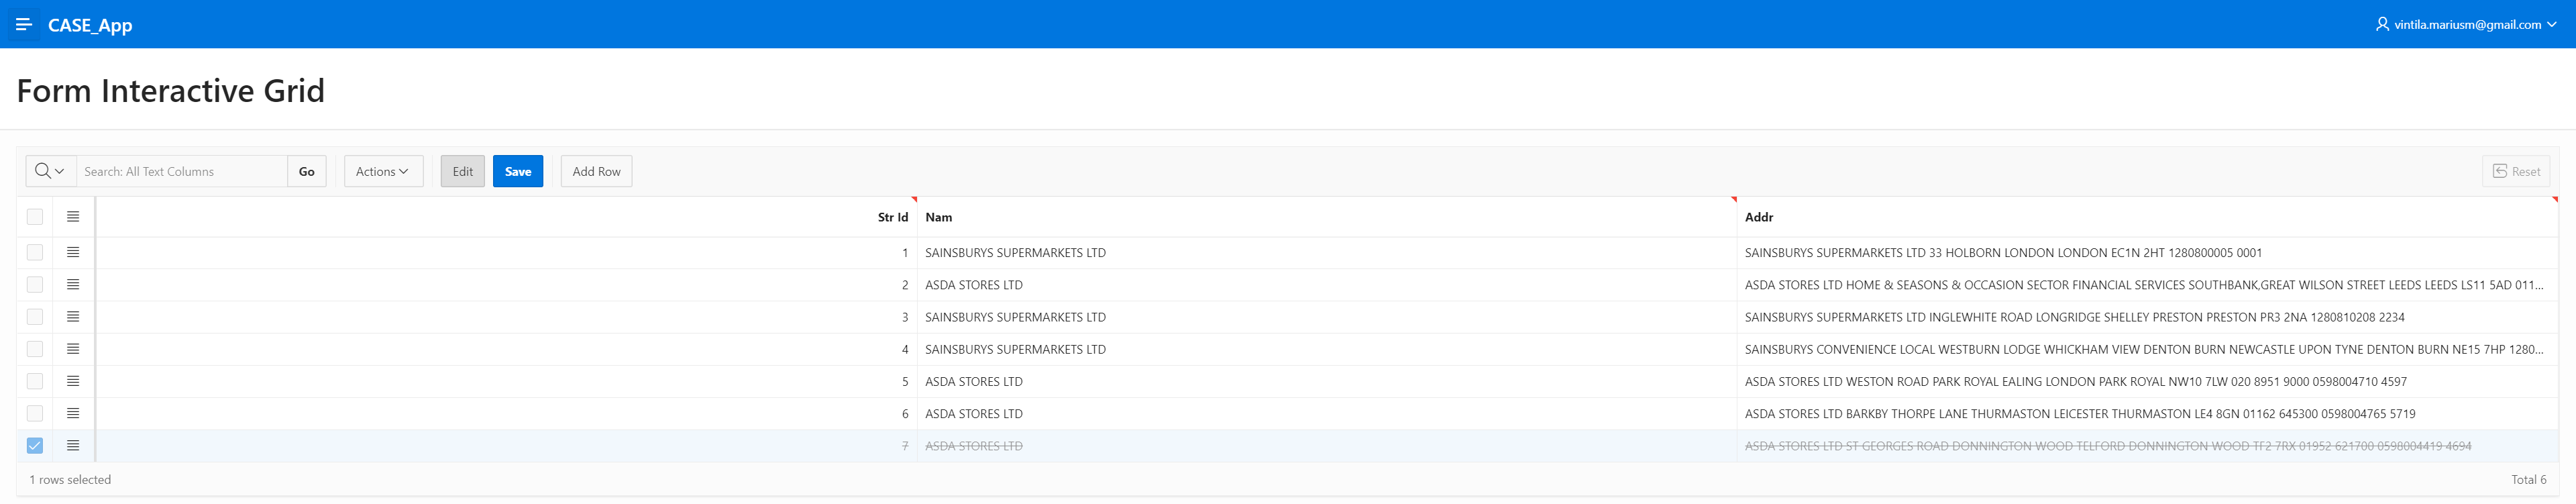 CASE_App
vintila.mariusm@gmail.com
Form Interactive Grid
Search: All Text Columns Go Actions Edit Save Add Row Reset
Str Id Nam Addr
1 SAINSBURYS SUPERMARKETS LTD SAINSBURYS SUPERMARKETS LTD 33 HOLBORN LONDON LONDON EC1N 2HT 1280800005 0001
2 ASDA STORES LTD ASDA STORES LTD HOME & SEASONS & OCCASION SECTOR FINANCIAL SERVICES SOUTHBANK,GREAT WILSON STREET LEEDS LEEDS LS11 5AD 011...
3 SAINSBURYS SUPERMARKETS LTD SAINSBURYS SUPERMARKETS LTD INGLEWHITE ROAD LONGRIDGE SHELLEY PRESTON PRESTON PR3 2NA 1280810208 2234
4 SAINSBURYS SUPERMARKETS LTD SAINSBURYS CONVENIENCE LOCAL WESTBURN LODGE WHICKHAM VIEW DENTON BURN NEWCASTLE UPON TYNE DENTON BURN NE15 7HP 1280...
5 ASDA STORES LTD ASDA STORES LTD WESTON ROAD PARK ROYAL EALING LONDON PARK ROYAL NW10 7LW 020 8951 9000 0598004710 4597
6 ASDA STORES LTD ASDA STORES LTD BARKBY THORPE LANE THURMASTON LEICESTER THURMASTON LE4 8GN 01162 645300 0598004765 5719
7 ASDA STORES LTD ASDA STORES LTD ST GEORGES ROAD DONNINGTON WOOD TELFORD DONNINGTON WOOD TF2 7RX 01952 621700 0598004419 4694
1 rows selected Total 6